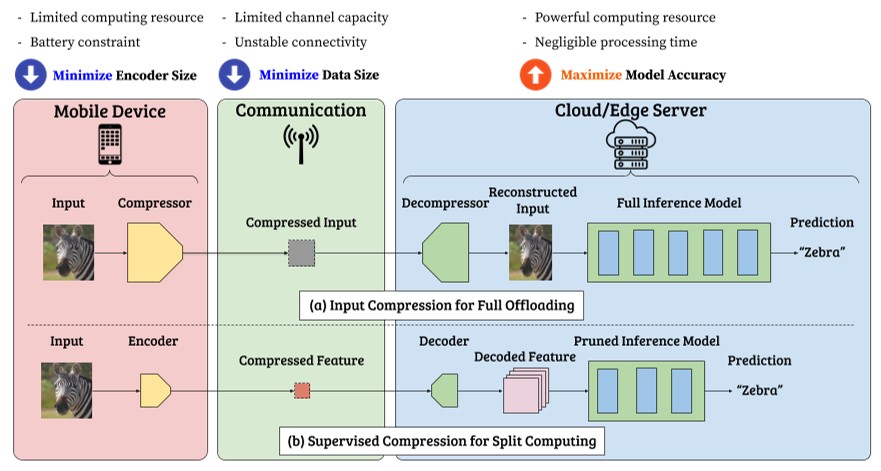 - Limited computing resource
- Battery constraint
Minimize Encoder Size
- Limited channel capacity
- Unstable connectivity
Minimize Data Size
- Powerful computing resource
- Negligible processing time
Maximize Model Accuracy
Mobile Device
Communication
Cloud/Edge Server
Input
Compressor
Compressed Input
Decompressor
Reconstructed
Input
Full Inference Model
Prediction
"Zebra"
(a) Input Compression for Full Offloading
Input
Encoder
Compressed Feature
Decoder
Decoded Feature
Pruned Inference Model
Prediction
"Zebra"
(b) Supervised Compression for Split Computing